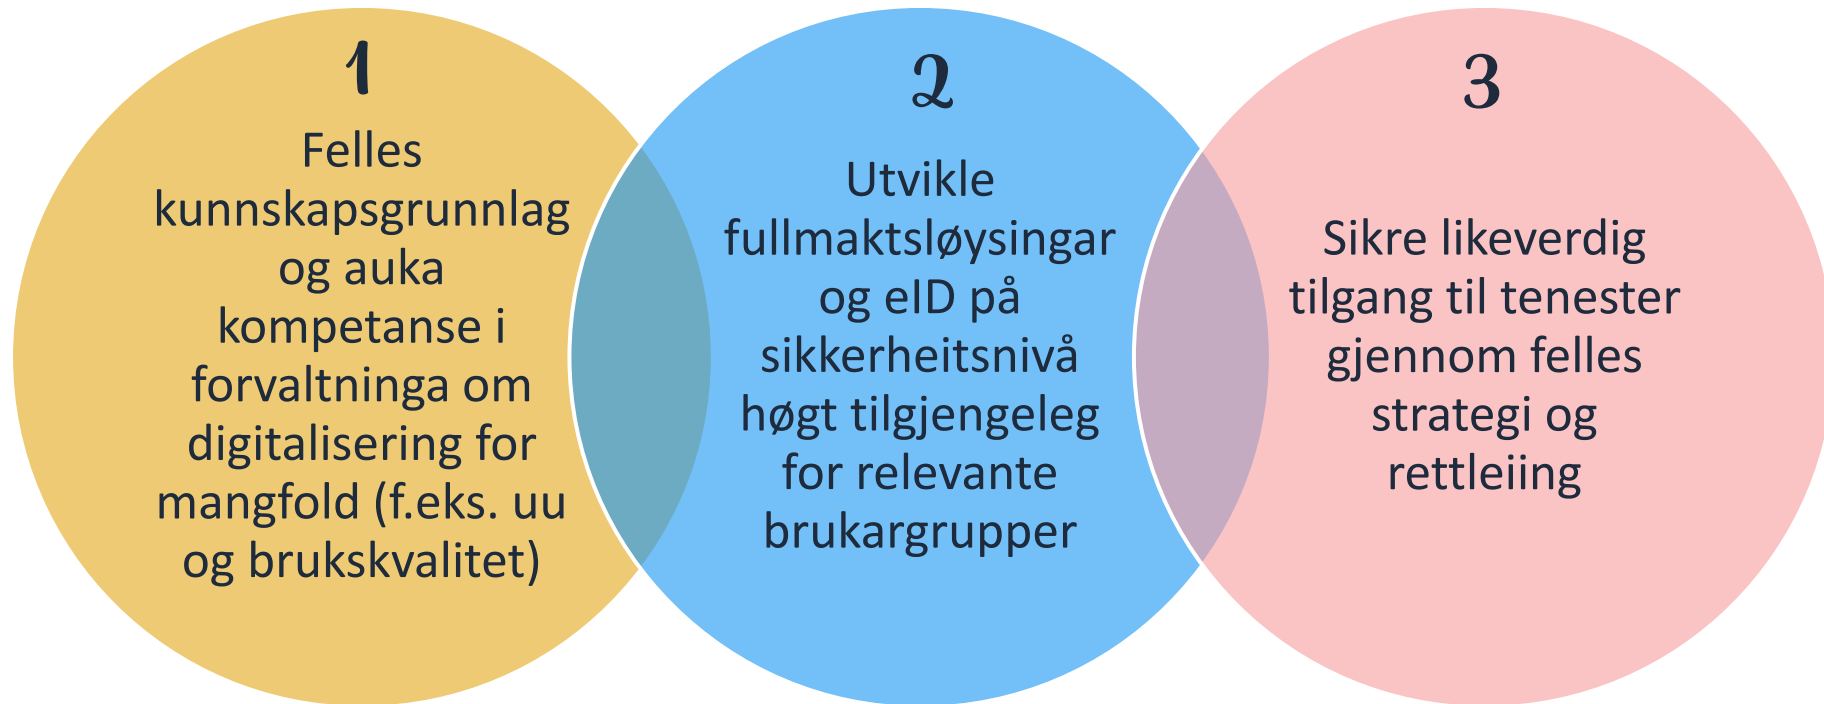 1
Felles
kunnskapsgrunnlag
og auka
kompetanse i
forvaltninga om
digitalisering for
mangfold (f.eks. uu
og brukskvalitet)
2
Utvikle
fullmaktsløysingar
og eID på
sikkerheitsnivå
høgt tilgjengeleg
for relevante
brukargrupper
3
Sikre likeverdig
tilgang til tenester
gjennom felles
strategi og
rettleiing